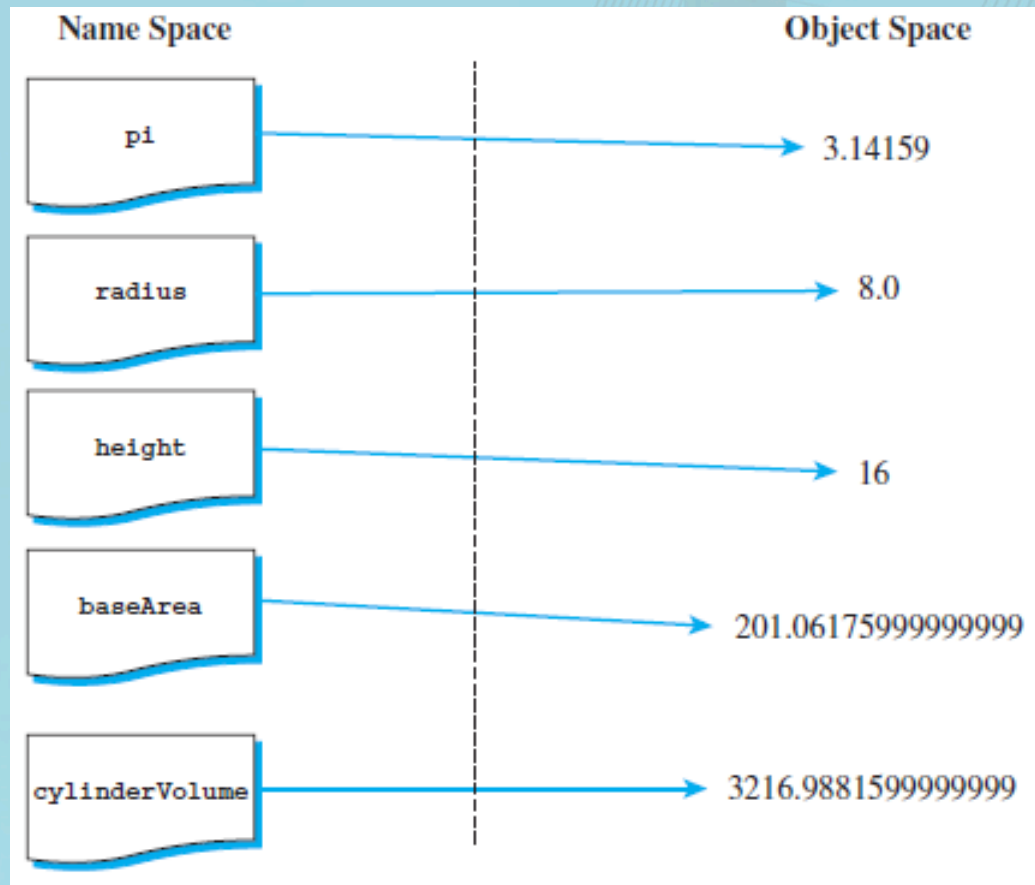 Name Space Object Space
pi 3.14159
radius 8.0
height 16
baseArea 201.06175999999999
cylinderVolume 3216.9881599999999